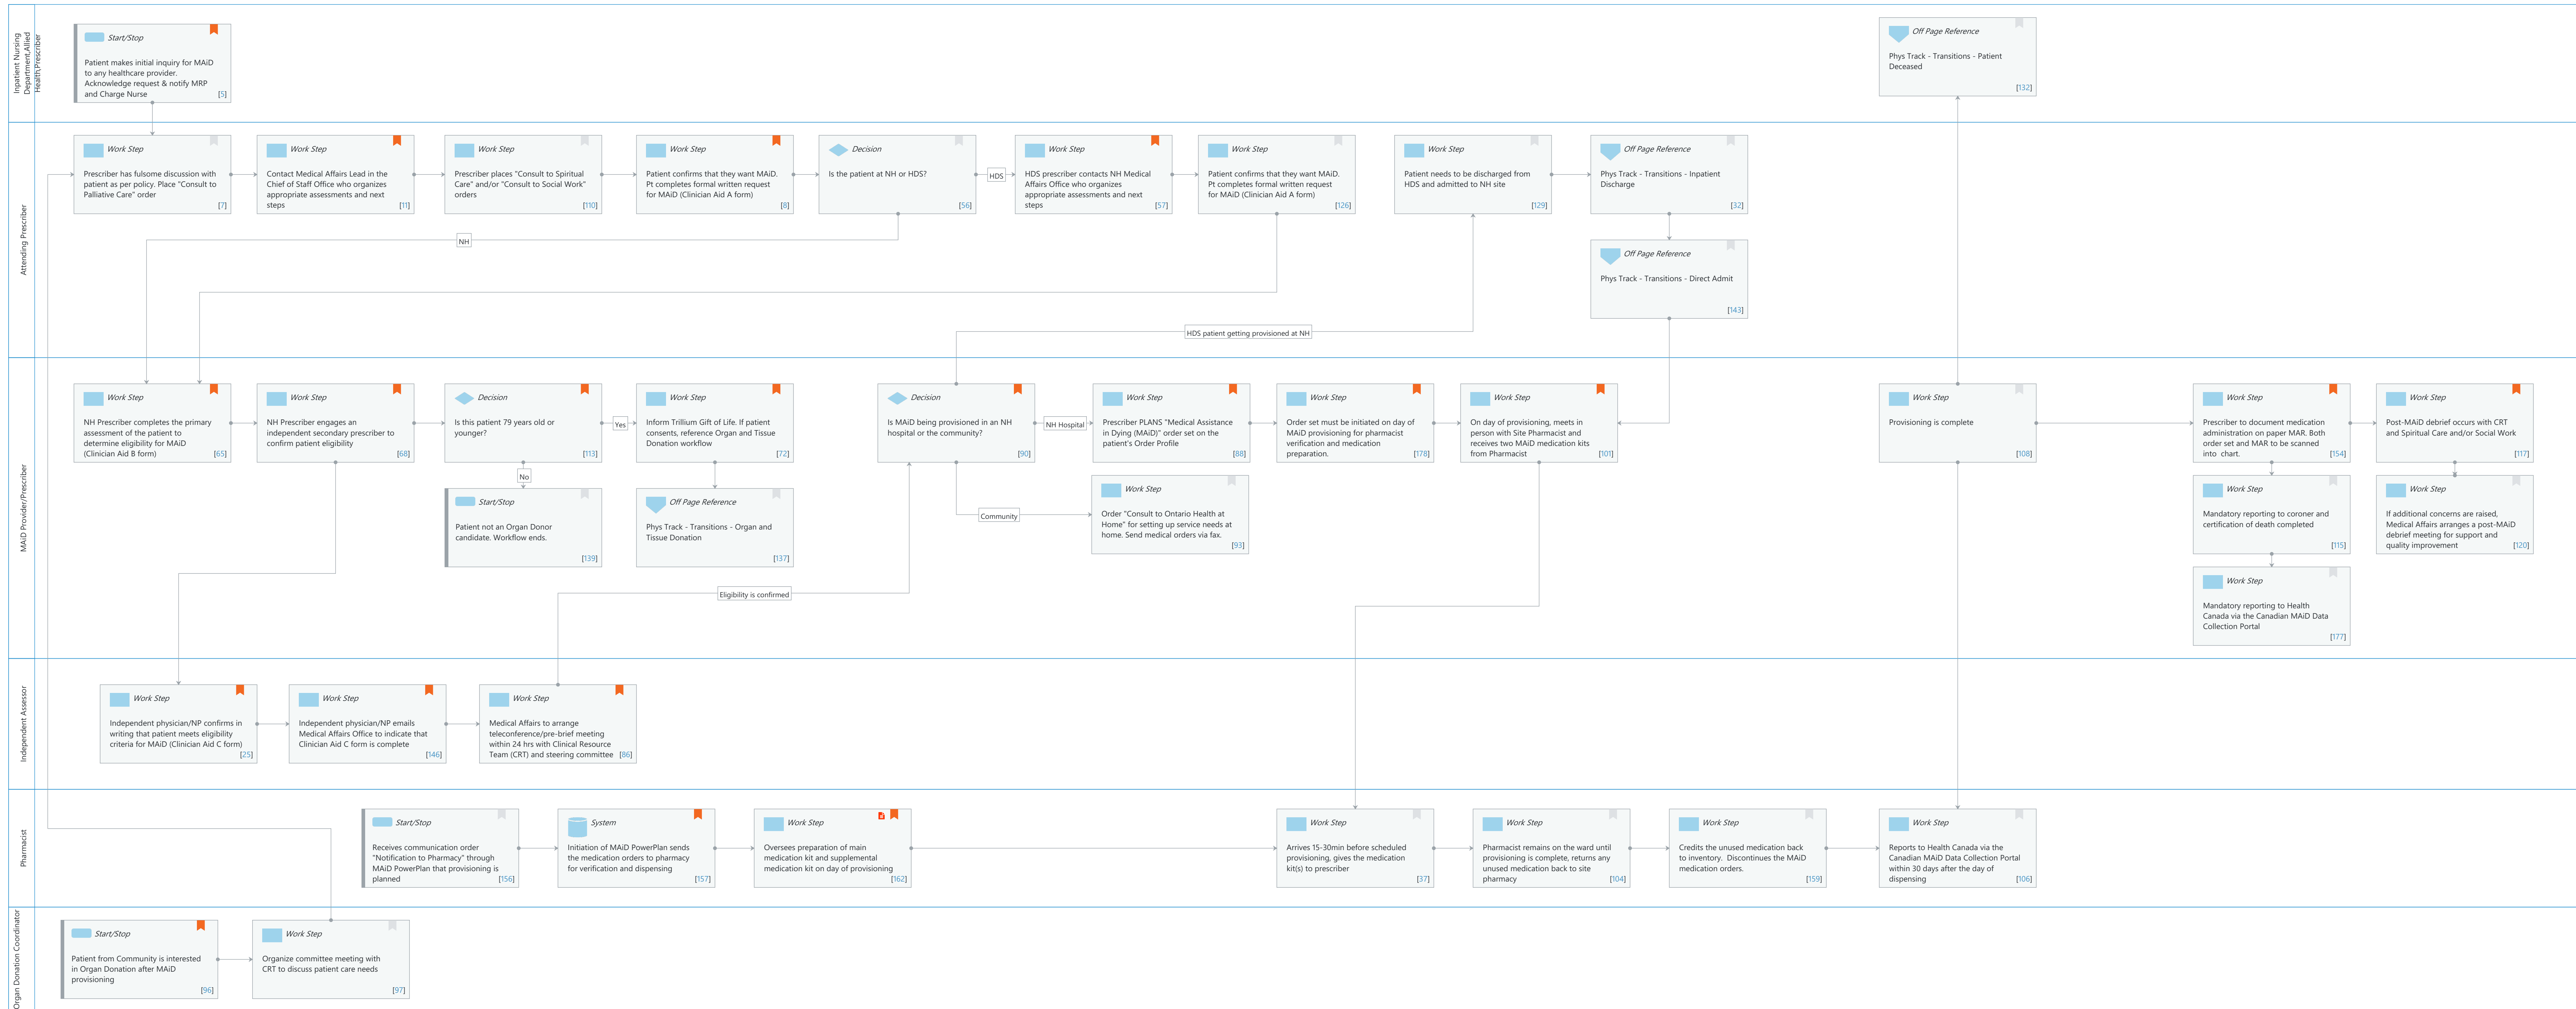 Inpatient Nursing
Department,Allied
Health,Prescriber
Start/Stop
Patient makes initial inquiry for MAiD
to any healthcare provider.
Acknowledge request & notify MRP
and Charge Nurse
[5]
Off Page Reference
Phys Track - Transitions - Patient
Deceased
[132]
Attending Prescriber
Work Step
Prescriber has fulsome discussion with
patient as per policy. Place "Consult to
Palliative Care" order
[7]
Work Step
Contact Medical Affairs Lead in the
Chief of Staff Office who organizes
appropriate assessments and next
steps
[11]
Work Step
Prescriber places "Consult to Spiritual
Care" and/or "Consult to Social Work"
orders
[110]
Work Step
Patient confirms that they want MAiD.
Pt completes formal written request
for MAiD (Clinician Aid A form)
[8]
Decision
Is the patient at NH or HDS?
[56]
HDS
Work Step
HDS prescriber contacts NH Medical
Affairs Office who organizes
appropriate assessments and next
steps
[57]
Work Step
Patient confirms that they want MAiD.
Pt completes formal written request
for MAiD (Clinician Aid A form)
[126]
Work Step
Patient needs to be discharged from
HDS and admitted to NH site
[129]
Off Page Reference
Phys Track - Transitions - Inpatient
Discharge
[32]
NH
Off Page Reference
Phys Track - Transitions - Direct Admit
[143]
HDS patient getting provisioned at NH
MAiD Provider/Prescriber
Work Step
NH Prescriber completes the primary
assessment of the patient to
determine eligibility for MAiD
(Clinician Aid B form)
[65]
Work Step
NH Prescriber engages an
independent secondary prescriber to
confirm patient eligibility
[68]
Decision
Is this patient 79 years old or
younger?
[113]
Yes
Work Step
Inform Trillium Gift of Life. If patient
consents, reference Organ and Tissue
Donation workflow
[72]
Decision
Is MAiD being provisioned in an NH
hospital or the community?
[90]
NH Hospital
Work Step
Prescriber PLANS "Medical Assistance
in Dying (MAiD)" order set on the
patient's Order Profile
[88]
Work Step
Order set must be initiated on day of
MAiD provisioning for pharmacist
verification and medication
preparation.
[178]
Work Step
On day of provisioning, meets in
person with Site Pharmacist and
receives two MAiD medication kits
from Pharmacist
[101]
Work Step
Provisioning is complete
[108]
Work Step
Prescriber to document medication
administration on paper MAR. Both
order set and MAR to be scanned
into  chart.
[154]
Work Step
Post-MAiD debrief occurs with CRT
and Spiritual Care and/or Social Work
[117]
No
Start/Stop
Patient not an Organ Donor
candidate. Workflow ends.
[139]
Off Page Reference
Phys Track - Transitions - Organ and
Tissue Donation
[137]
Community
Work Step
Order "Consult to Ontario Health at
Home" for setting up service needs at
home. Send medical orders via fax.
[93]
Work Step
Mandatory reporting to coroner and
certification of death completed
[115]
Work Step
If additional concerns are raised,
Medical Affairs arranges a post-MAiD
debrief meeting for support and
quality improvement
[120]
Eligibility is confirmed
Work Step
Mandatory reporting to Health
Canada via the Canadian MAiD Data
Collection Portal
[177]
Independent Assessor
Work Step
Independent physician/NP confirms in
writing that patient meets eligibility
criteria for MAiD (Clinician Aid C form)
[25]
Work Step
Independent physician/NP emails
Medical Affairs Office to indicate that
Clinician Aid C form is complete
[146]
Work Step
Medical Affairs to arrange
teleconference/pre-brief meeting
within 24 hrs with Clinical Resource
Team (CRT) and steering committee
[86]
Pharmacist
Start/Stop
Receives communication order
"Notification to Pharmacy" through
MAiD PowerPlan that provisioning is
planned
[156]
System
Initiation of MAiD PowerPlan sends
the medication orders to pharmacy
for verification and dispensing
[157]
Work Step
Oversees preparation of main
medication kit and supplemental
medication kit on day of provisioning
[162]
Work Step
Arrives 15-30min before scheduled
provisioning, gives the medication
kit(s) to prescriber
[37]
Work Step
Pharmacist remains on the ward until
provisioning is complete, returns any
unused medication back to site
pharmacy
[104]
Work Step
Credits the unused medication back
to inventory.  Discontinues the MAiD
medication orders.
[159]
Work Step
Reports to Health Canada via the
Canadian MAiD Data Collection Portal
within 30 days after the day of
dispensing
[106]
Organ Donation Coordinator
Start/Stop
Patient from Community is interested
in Organ Donation after MAiD
provisioning
[96]
Work Step
Organize committee meeting with
CRT to discuss patient care needs
[97]